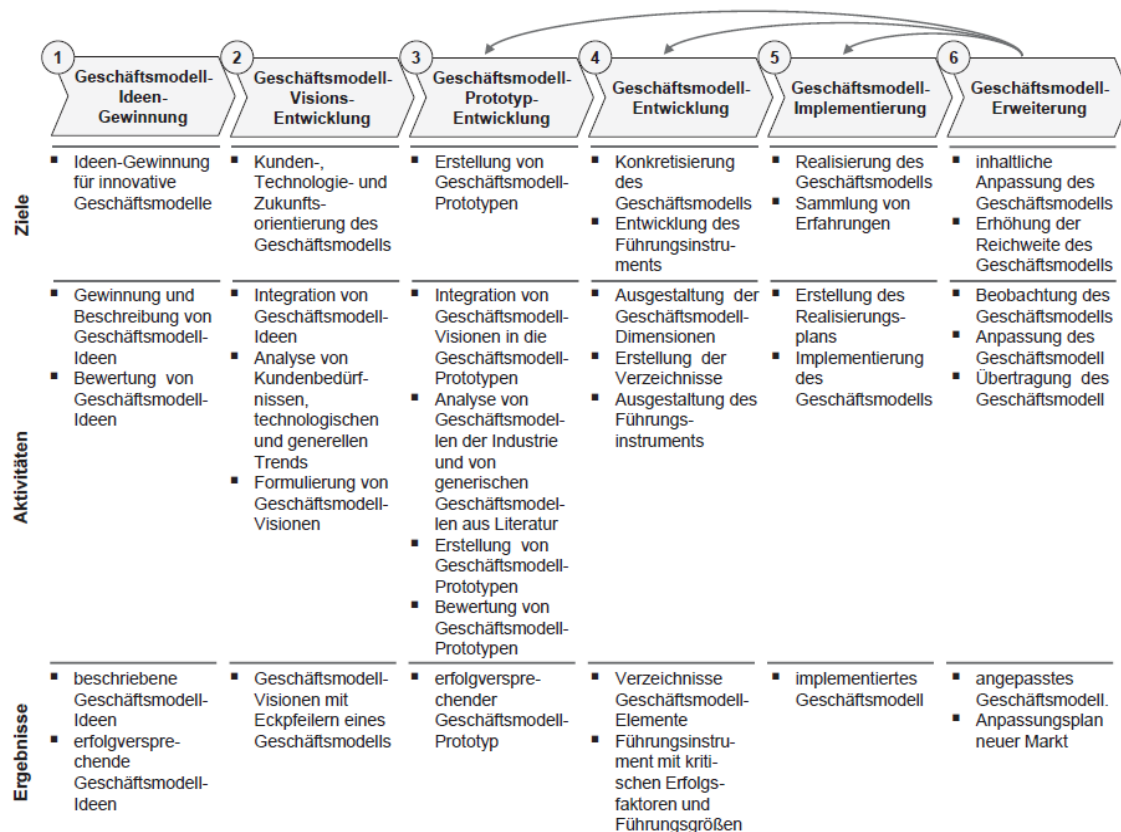 1
Geschäftsmodell-
Ideen-
Gewinnung
2
Geschäftsmodell-
Visions-
Entwicklung
3
Geschäftsmodell-
Prototyp-
Entwicklung
4
Geschäftsmodell-
Entwicklung
5
Geschäftsmodell-
Implementierung
6
Geschäftsmodell-
Erweiterung
Ziele
▪ Ideen-Gewinnung
für innovative
Geschäftsmodelle
▪ Kunden-,
Technologie- und
Zukunfts-
orientierung des
Geschäftsmodells
▪ Erstellung von
Geschäftsmodell-
Prototypen
▪ Konkretisierung
des
Geschäftsmodells
▪ Entwicklung des
Führungsinstru-
ments
▪ Realisierung des
Geschäftsmodells
▪ Sammlung von
Erfahrungen
▪ inhaltliche
Anpassung des
Geschäftsmodells
▪ Erhöhung der
Reichweite des
Geschäftsmodells
Aktivitäten
▪ Gewinnung und
Beschreibung von
Geschäftsmodell-
Ideen
▪ Bewertung von
Geschäftsmodell-
Ideen
▪ Integration von
Geschäftsmodell-
Ideen
▪ Analyse von
Kundenbedürf-
nissen,
technologischen
und generellen
Trends
▪ Formulierung von
Geschäftsmodell-
Visionen
▪ Integration von
Geschäftsmodell-
Visionen in die
Geschäftsmodell-
Prototypen
▪ Analyse von
Geschäftsmodel-
len der Industrie
und von
generischen
Geschäftsmodel-
len aus Literatur
▪ Erstellung von
Geschäftsmodell-
Prototypen
▪ Bewertung von
Geschäftsmodell-
Prototypen
▪ Ausgestaltung der
Geschäftsmodell-
Dimensionen
▪ Erstellung der
Verzeichnisse
▪ Ausgestaltung des
Führungs-
instruments
▪ Erstellung des
Realisierungs-
plans
▪ Implementierung
des
Geschäftsmodells
▪ Beobachtung des
Geschäftsmodells
▪ Anpassung des
Geschäftsmodell
▪ Übertragung des
Geschäftsmodell
Ergebnisse
▪ beschriebene
Geschäftsmodell-
Ideen
▪ erfolgverspre-
chende
Geschäftsmodell-
Ideen
▪ Geschäftsmodell-
Visionen mit
Eckpfeilern eines
Geschäftsmodells
▪ erfolgverspre-
chender
Geschäftsmodell-
Prototyp
▪ Verzeichnisse
Geschäftsmodell-
Elemente
▪ Führungsinstru-
ment mit kriti-
schen Erfolgs-
faktoren und
Führungsgrößen
▪ implementiertes
Geschäftsmodell
▪ angepasstes
Geschäftsmodell.
▪ Anpassungsplan
neuer Markt